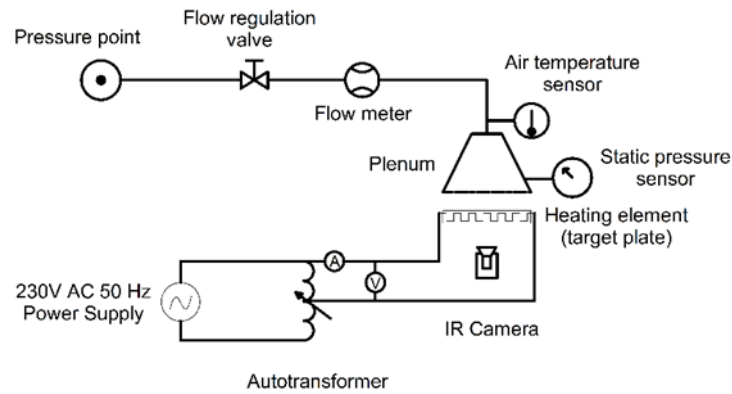 Flow regulation
valve
Pressure point
Air temperature
sensor
Flow meter
Plenum
Static pressure
sensor
Heating element
(target plate)
A
V
230V AC 50 Hz
Power Supply
IR Camera
Autotransformer